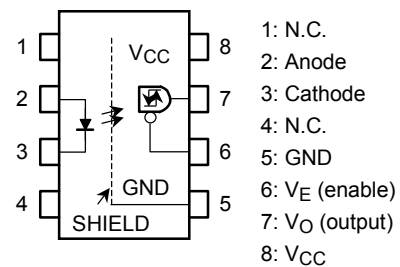 1
2
3
4
VCC
GND
SHIELD
8
7
6
5
1: N.C.
2: Anode
3: Cathode
4: N.C.
5: GND
6: VE (enable)
7: VO (output)
8: VCC